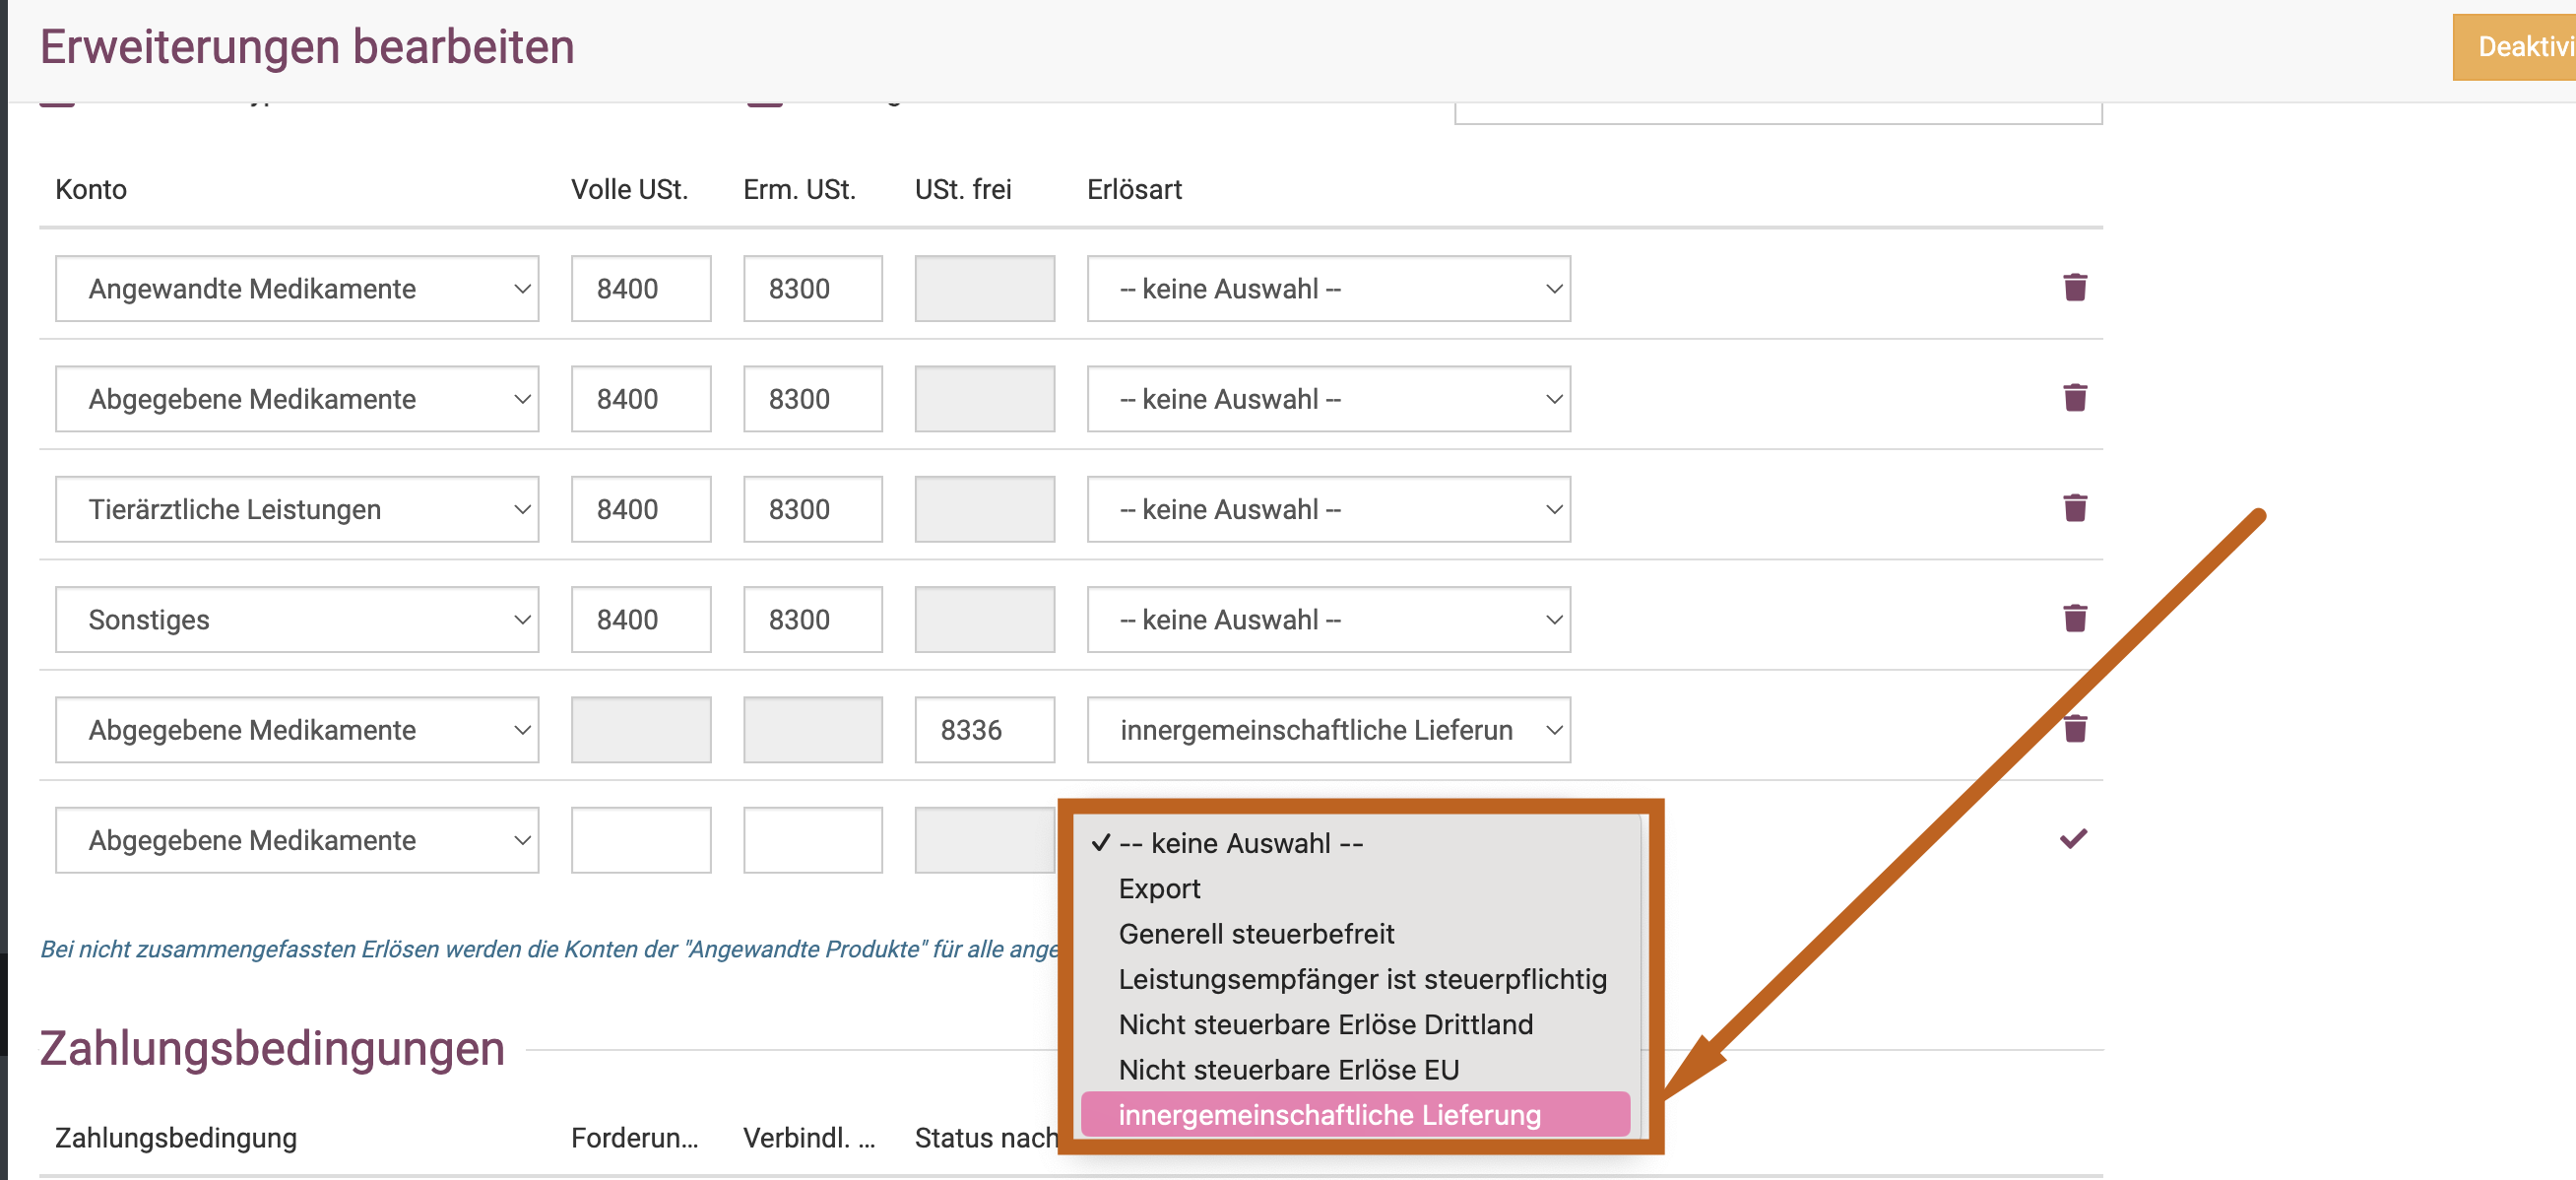 Erweiterungen bearbeiten
Konto Volle USt. Erm. USt. USt. frei Erlösart
Angewandte Medikamente 8400 8300 -- keine Auswahl --
Abgegebene Medikamente 8400 8300 -- keine Auswahl --
Tierärztliche Leistungen 8400 8300 -- keine Auswahl --
Sonstiges 8400 8300 -- keine Auswahl --
Abgegebene Medikamente 8336 innergemeinschaftliche Lieferun
Abgegebene Medikamente
-- keine Auswahl --
Export
Generell steuerbefreit
Leistungsempfänger ist steuerpflichtig
Nicht steuerbare Erlöse Drittland
Nicht steuerbare Erlöse EU
innergemeinschaftliche Lieferung
Bei nicht zusammengefassten Erlösen werden die Konten der "Angewandte Produkte" für alle ange
Zahlungsbedingungen
Zahlungsbedingung Forderun... Verbindl. ... Status nach